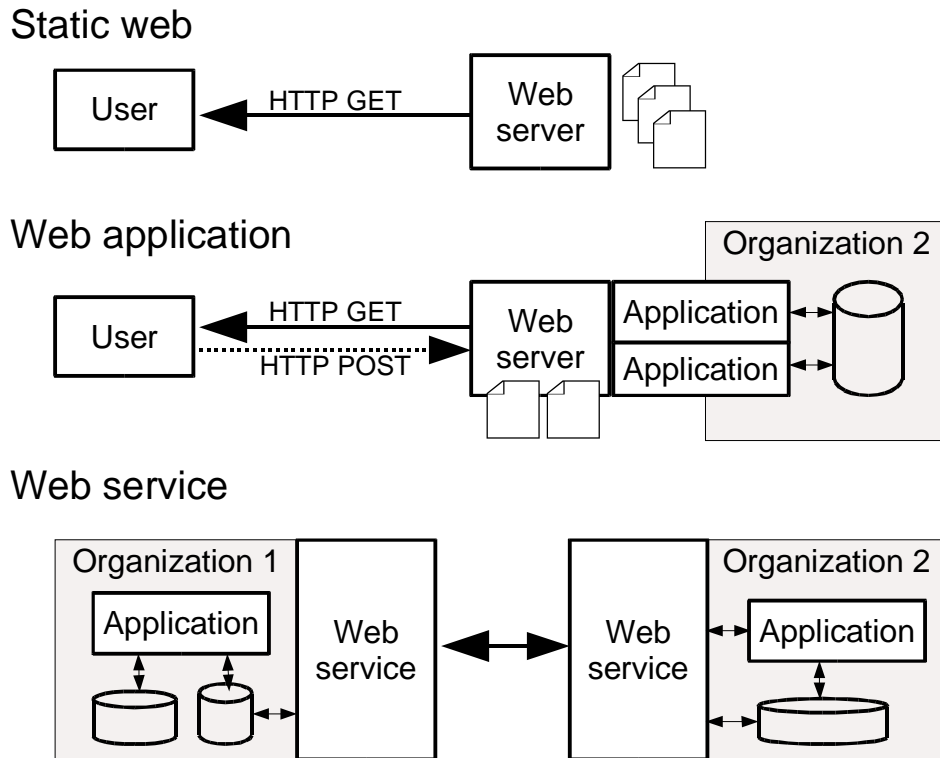 Static web
User
HTTP GET
Web
server
Web application
Organization 2
User
HTTP GET
HTTP POST
Web
server
Application
Application
Web service
Organization 1
Application
Web
service
Web
service
Organization 2
Application